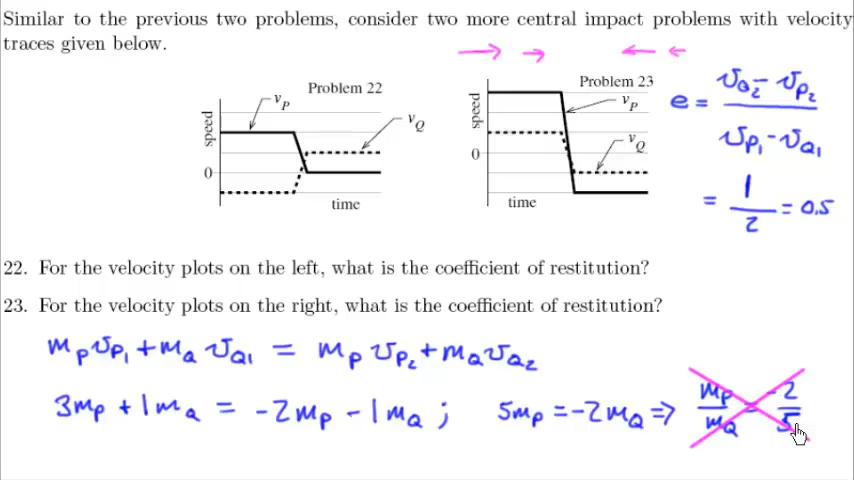 Similar to the previous two problems, consider two more central impact problems with velocity
traces given below.
Problem 22
v_P
v_Q
speed
0
time
Problem 23
v_P
v_Q
speed
0
time
e = (v_Q2 - v_P2) / (v_P1 - v_Q1)
= 1/2 = 0.5
22. For the velocity plots on the left, what is the coefficient of restitution?
23. For the velocity plots on the right, what is the coefficient of restitution?
m_P v_P1 + m_Q v_Q1 = m_P v_P2 + m_Q v_Q2
3m_P + 1m_Q = -2m_P - 1m_Q ; 5m_P = -2m_Q ⇒ m_P/m_Q = -2/5